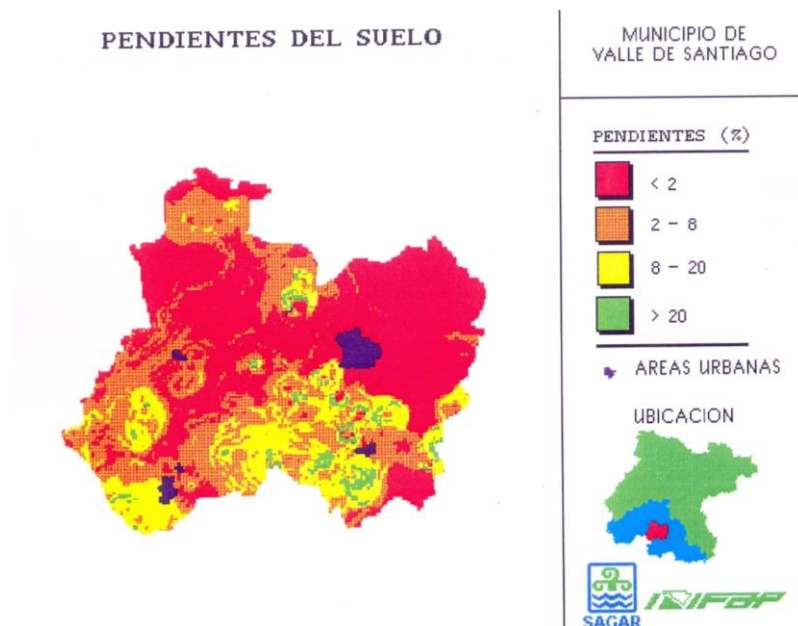 PENDIENTES DEL SUELO
MUNICIPIO DE
VALLE DE SANTIAGO
PENDIENTES (%)
< 2
2 - 8
8 - 20
> 20
AREAS URBANAS
UBICACION
SAGAR
INIFAP